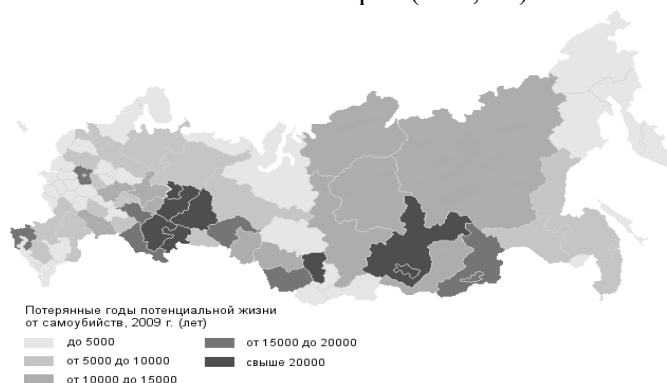 Потерянные годы потенциальной жизни
от самоубийств, 2009 г. (лет)
до 5000
от 15000 до 20000
от 5000 до 10000
свыше 20000
от 10000 до 15000